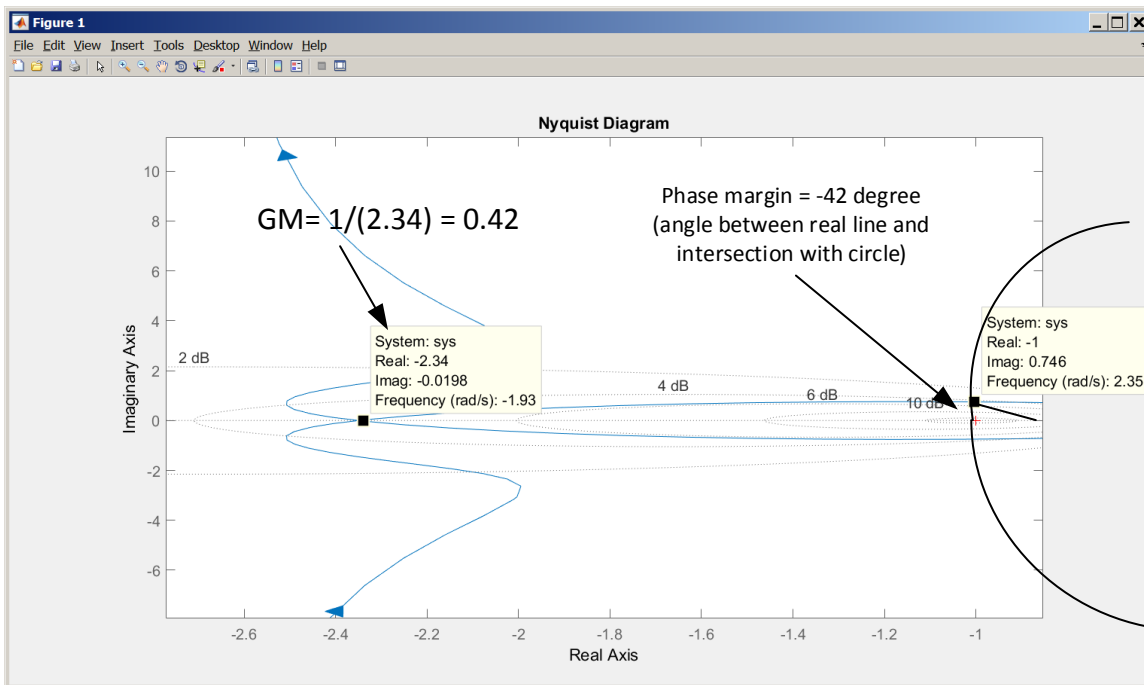 Figure 1
File Edit View Insert Tools Desktop Window Help
Nyquist Diagram
Phase margin = -42 degree
(angle between real line and
intersection with circle)
GM= 1/(2.34) = 0.42
System: sys
Real: -2.34
Imag: -0.0198
Frequency (rad/s): -1.93
System: sys
Real: -1
Imag: 0.746
Frequency (rad/s): 2.35
2 dB
4 dB
6 dB
10 dB
Imaginary Axis
10
8
6
4
2
0
-2
-4
-6
-2.6
-2.4
-2.2
-2
-1.8
-1.6
-1.4
-1.2
-1
Real Axis